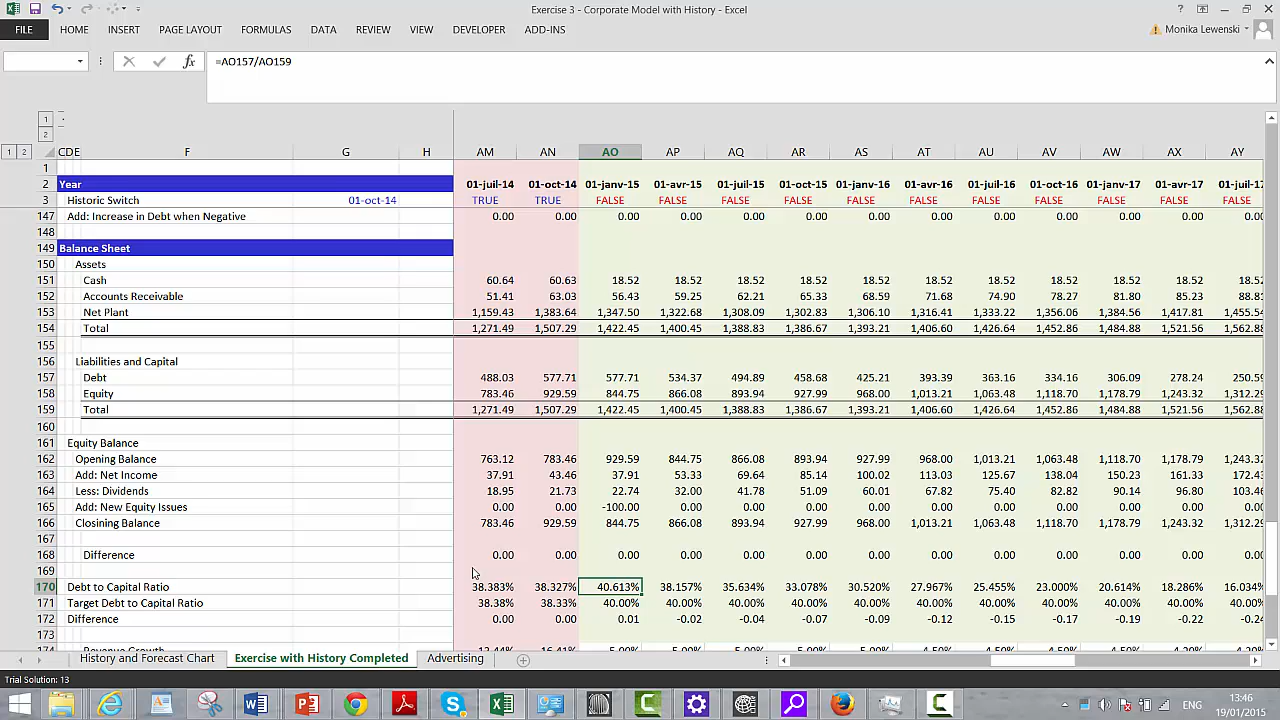 Exercise 3 - Corporate Model with History - Excel
FILE HOME INSERT PAGE LAYOUT FORMULAS DATA REVIEW VIEW DEVELOPER ADD-INS Monika Lewenski
fx =AO157/AO159
1
2
1 2 CDE F G H AM AN AO AP AQ AR AS AT AU AV AW AX AY
1
2 Year 01-juil-14 01-oct-14 01-janv-15 01-avr-15 01-juil-15 01-oct-15 01-janv-16 01-avr-16 01-juil-16 01-oct-16 01-janv-17 01-avr-17 01-juil-1
3 Historic Switch 01-oct-14 TRUE TRUE FALSE FALSE FALSE FALSE FALSE FALSE FALSE FALSE FALSE FALSE FALSE
147 Add: Increase in Debt when Negative 0.00 0.00 0.00 0.00 0.00 0.00 0.00 0.00 0.00 0.00 0.00 0.00 0.00
148
149 Balance Sheet
150 Assets
151 Cash 60.64 60.63 18.52 18.52 18.52 18.52 18.52 18.52 18.52 18.52 18.52 18.52 18.52
152 Accounts Receivable 51.41 63.03 56.43 59.25 62.21 65.33 68.59 71.68 74.90 78.27 81.80 85.23 88.8
153 Net Plant 1,159.43 1,383.64 1,347.50 1,322.68 1,308.09 1,302.83 1,306.10 1,316.41 1,333.22 1,356.06 1,384.56 1,417.81 1,455.5
154 Total 1,271.49 1,507.29 1,422.45 1,400.45 1,388.83 1,386.67 1,393.21 1,406.60 1,426.64 1,452.86 1,484.88 1,521.56 1,562.8
155
156 Liabilities and Capital
157 Debt 488.03 577.71 577.71 534.37 494.89 458.68 425.21 393.39 363.16 334.16 306.09 278.24 250.5
158 Equity 783.46 929.59 844.75 866.08 893.94 927.99 968.00 1,013.21 1,063.48 1,118.70 1,178.79 1,243.32 1,312.2
159 Total 1,271.49 1,507.29 1,422.45 1,400.45 1,388.83 1,386.67 1,393.21 1,406.60 1,426.64 1,452.86 1,484.88 1,521.56 1,562.8
160
161 Equity Balance
162 Opening Balance 763.12 783.46 929.59 844.75 866.08 893.94 927.99 968.00 1,013.21 1,063.48 1,118.70 1,178.79 1,243.3
163 Add: Net Income 37.91 43.46 37.91 53.33 69.64 85.14 100.02 113.03 125.67 138.04 150.23 161.33 172.4
164 Less: Dividends 18.95 21.73 22.74 32.00 41.78 51.09 60.01 67.82 75.40 82.82 90.14 96.80 103.4
165 Add: New Equity Issues 0.00 0.00 -100.00 0.00 0.00 0.00 0.00 0.00 0.00 0.00 0.00 0.00 0.00
166 Closining Balance 783.46 929.59 844.75 866.08 893.94 927.99 968.00 1,013.21 1,063.48 1,118.70 1,178.79 1,243.32 1,312.2
167
168 Difference 0.00 0.00 0.00 0.00 0.00 0.00 0.00 0.00 0.00 0.00 0.00 0.00 0.00
169
170 Debt to Capital Ratio 38.383% 38.327% 40.613% 38.157% 35.634% 33.078% 30.520% 27.967% 25.455% 23.000% 20.614% 18.286% 16.034%
171 Target Debt to Capital Ratio 38.38% 38.33% 40.00% 40.00% 40.00% 40.00% 40.00% 40.00% 40.00% 40.00% 40.00% 40.00% 40.00%
172 Difference 0.00 0.00 0.01 -0.02 -0.04 -0.07 -0.09 -0.12 -0.15 -0.17 -0.19 -0.22 -0.2
173
History and Forecast Chart Exercise with History Completed Advertising
Trial Solution: 13
ENG 13:46
19/01/2015